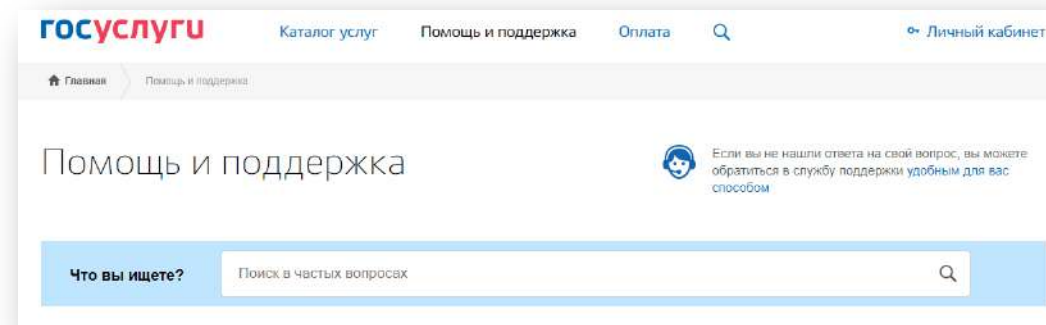 госуслуги Каталог услуг Помощь и поддержка Оплата Личный кабинет
Главная Помощь и поддержка
Помощь и поддержка
Если вы не нашли ответа на свой вопрос, вы можете
обратиться в службу поддержки удобным для вас
способом
Что вы ищете? Поиск в частых вопросах